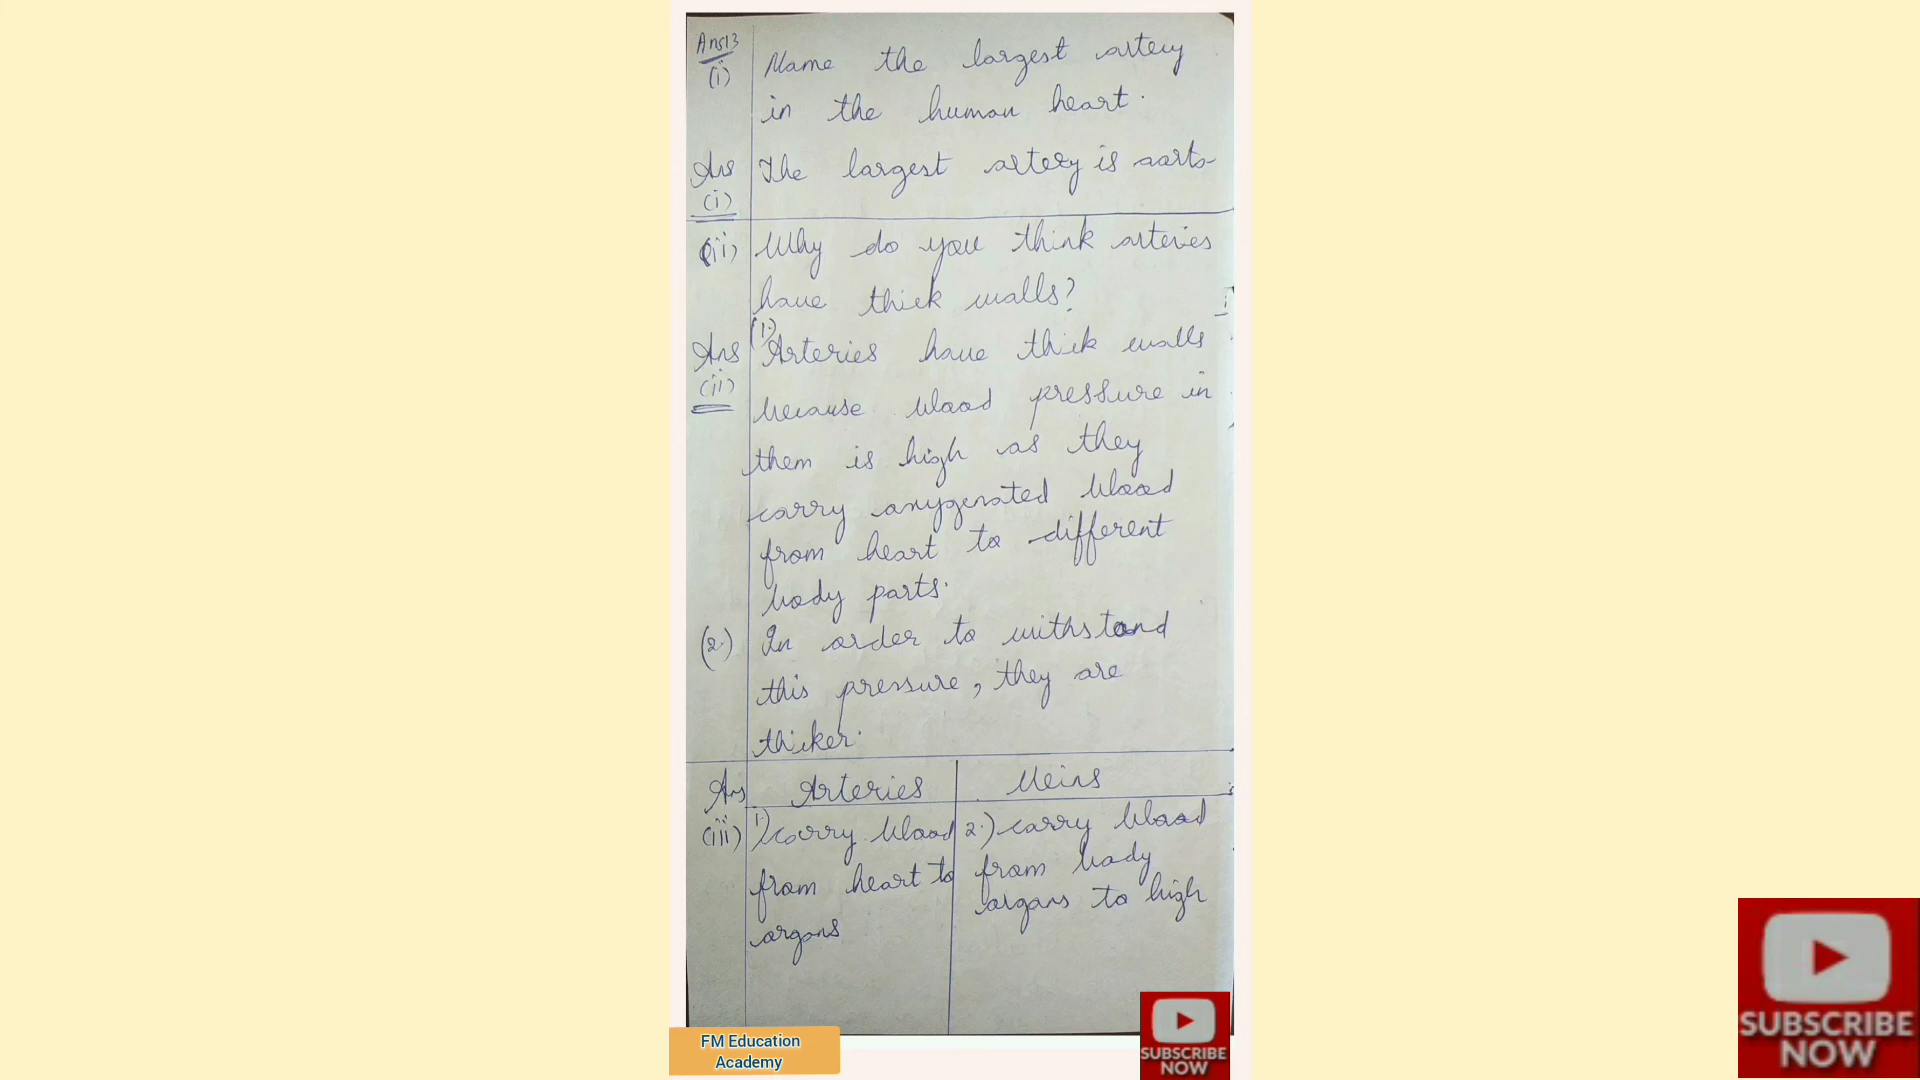 Ans13
(i) Name the largest artery
in the human heart.
Ans (i) The largest artery is aorta
(ii) Why do you think arteries
have thick walls?
Ans (ii) (1.) Arteries have thick walls
because blood pressure in
them is high as they
carry oxygenated blood
from heart to different
body parts.
(2.) In order to withstand
this pressure, they are
thicker.
Ans (iii) Arteries Veins
1.) carry blood 2.) carry blood
from heart to from body
organs organs to high
FM Education
Academy
SUBSCRIBE
NOW
SUBSCRIBE
NOW